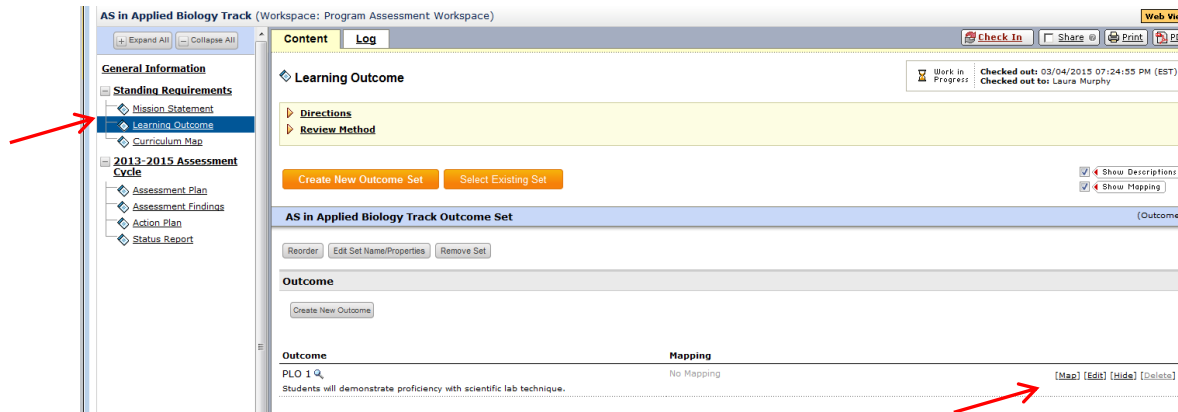 AS in Applied Biology Track (Workspace: Program Assessment Workspace)
Web Vie
Expand All Collapse All
Content Log
Check In Share Print PD
General Information
Standing Requirements
Mission Statement
Learning Outcome
Curriculum Map
2013-2015 Assessment
Cycle
Assessment Plan
Assessment Findings
Action Plan
Status Report
Learning Outcome
Work in
Progress
Checked out: 03/04/2015 07:24:55 PM (EST)
Checked out to: Laura Murphy
Directions
Review Method
Create New Outcome Set Select Existing Set
Show Descriptions
Show Mapping
AS in Applied Biology Track Outcome Set (Outcome
Reorder Edit Set Name/Properties Remove Set
Outcome
Create New Outcome
Outcome Mapping
PLO 1 No Mapping [Map] [Edit] [Hide] [Delete]
Students will demonstrate proficiency with scientific lab technique.